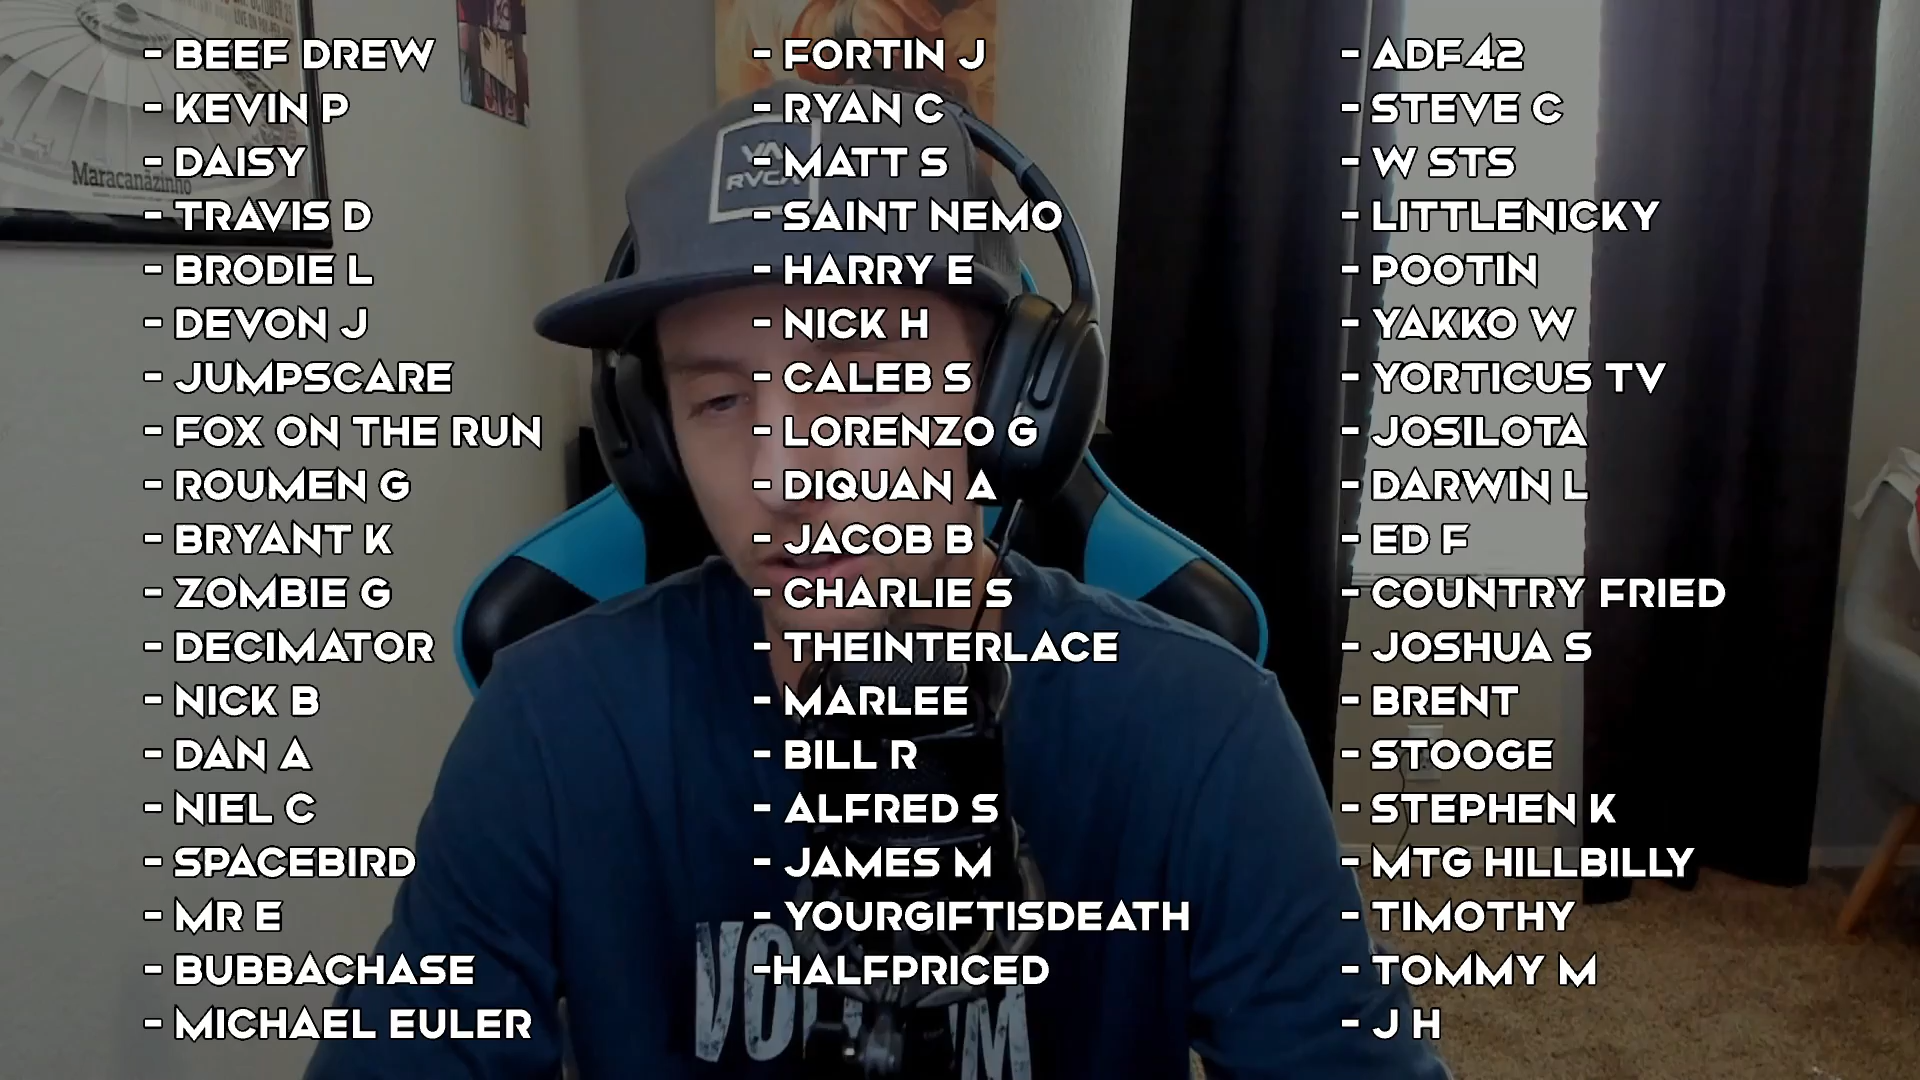 - BEEF DREW
- KEVIN P
- DAISY
- TRAVIS D
- BRODIE L
- DEVON J
- JUMPSCARE
- FOX ON THE RUN
- ROUMEN G
- BRYANT K
- ZOMBIE G
- DECIMATOR
- NICK B
- DAN A
- NIEL C
- SPACEBIRD
- MR E
- BUBBACHASE
- MICHAEL EULER
- FORTIN J
- RYAN C
- MATT S
- SAINT NEMO
- HARRY E
- NICK H
- CALEB S
- LORENZO G
- DIQUAN A
- JACOB B
- CHARLIE S
- THEINTERLACE
- MARLEE
- BILL R
- ALFRED S
- JAMES M
- YOURGIFTISDEATH
-HALFPRICED
- ADF42
- STEVE C
- W STS
- LITTLENICKY
- POOTIN
- YAKKO W
- YORTICUS TV
- JOSILOTA
- DARWIN L
- ED F
- COUNTRY FRIED
- JOSHUA S
- BRENT
- STOOGE
- STEPHEN K
- MTG HILLBILLY
- TIMOTHY
- TOMMY M
- J H
Maracanãzinho
RVCA